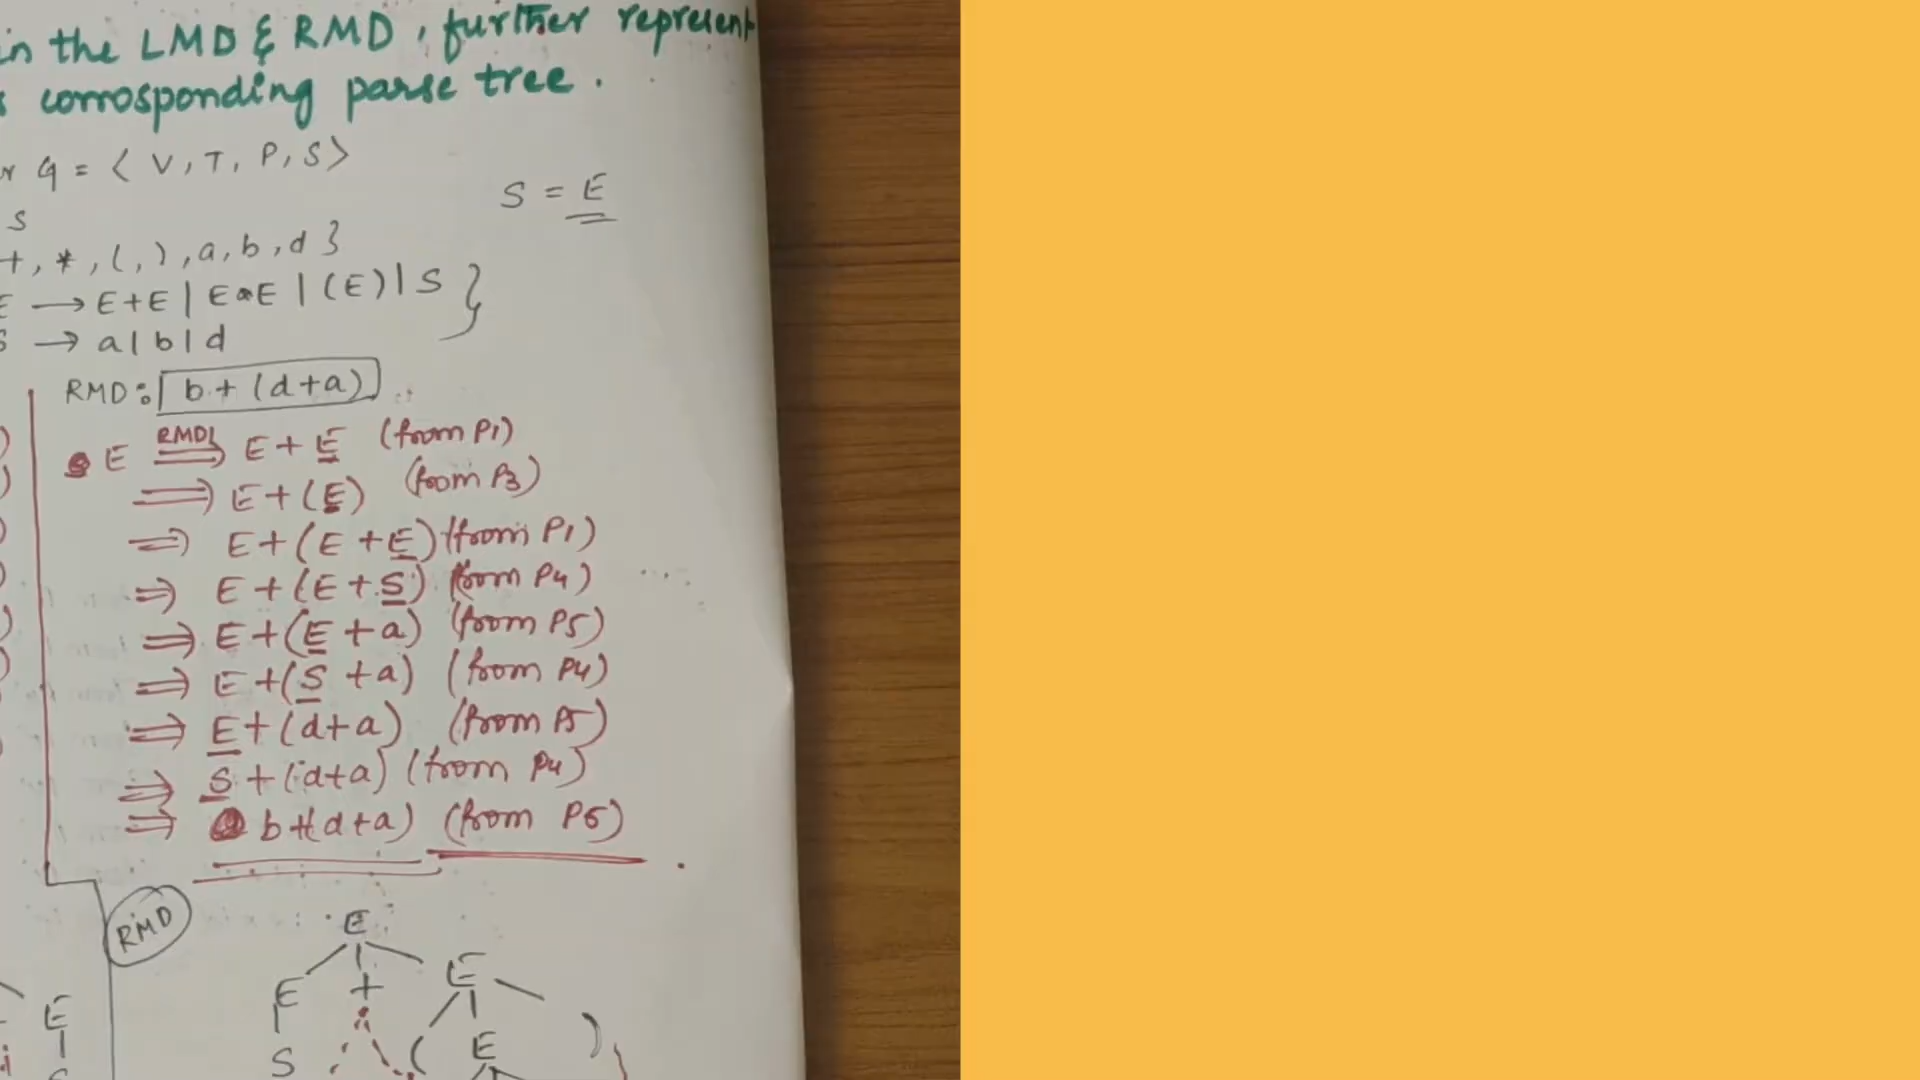 in the LMD & RMD, further represent
s corrosponding parse tree.
r G = < V, T, P, S>
S = E
S
+, *, (, ), a, b, d }
E → E+E | E*E | (E) | S }
S → a | b | d
RMD: b + (d+a)
E RMD⟹ E + E (from P1)
⟹ E + (E) (from P3)
⟹ E + (E + E) (from P1)
⟹ E + (E + S) (from P4)
⟹ E + (E + a) (from P5)
⟹ E + (S + a) (from P4)
⟹ E + (d+a) (from P5)
⟹ S + (d+a) (from P4)
⟹ b+(d+a) (from P5)
RMD
E
E + E
E
S ( E )